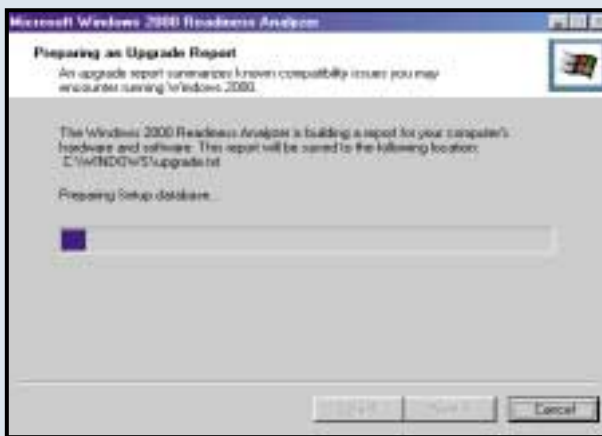 Microsoft Windows 2000 Readiness Analyzer
Preparing an Upgrade Report
An upgrade report summarizes known compatibility issues you may
encounter running Windows 2000.
The Windows 2000 Readiness Analyzer is building a report for your computer's
hardware and software. This report will be saved to the following location:
C:\WINDOWS\upgrade.txt
Preparing Setup database...
Cancel